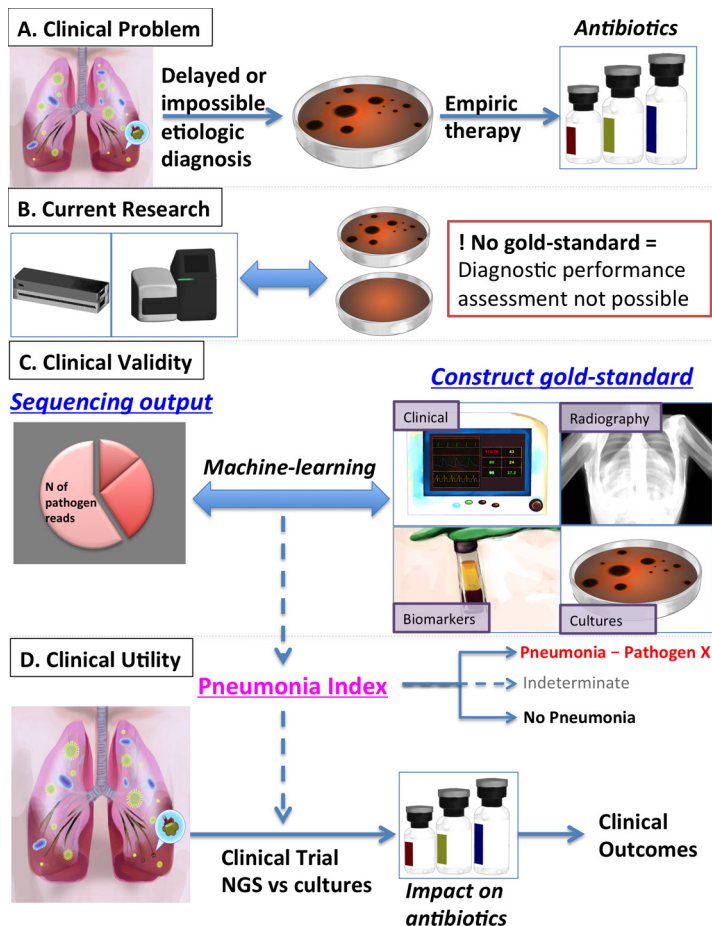 A. Clinical Problem
Delayed or
impossible
etiologic
diagnosis
Empiric
therapy
Antibiotics
B. Current Research
! No gold-standard =
Diagnostic performance
assessment not possible
C. Clinical Validity
Sequencing output
N of
pathogen
reads
Machine-learning
Construct gold-standard
Clinical
Radiography
Biomarkers
Cultures
D. Clinical Utility
Pneumonia Index
Pneumonia – Pathogen X
Indeterminate
No Pneumonia
Clinical Trial
NGS vs cultures
Impact on
antibiotics
Clinical
Outcomes